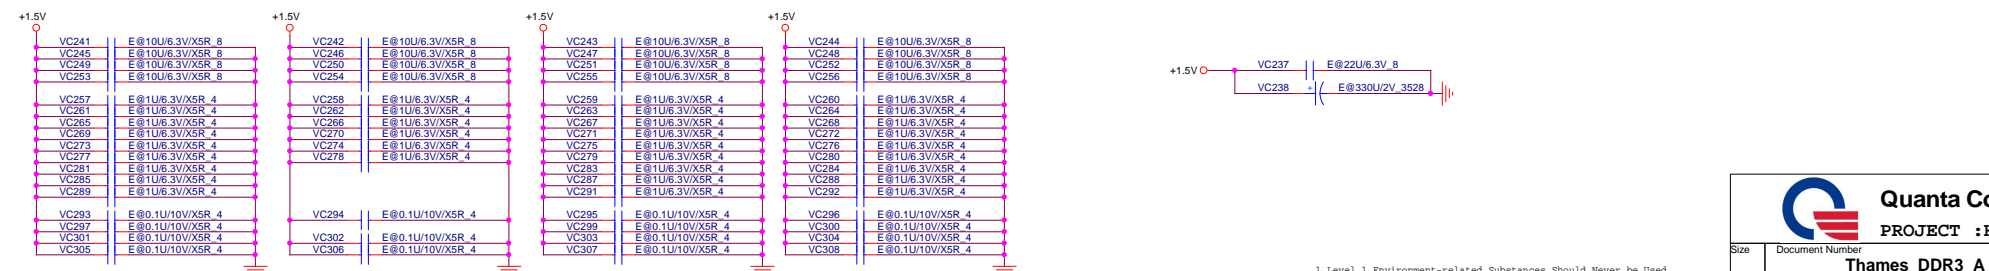 +1.5V
VC241 E@10U/6.3V/X5R_8
VC245 E@10U/6.3V/X5R_8
VC249 E@10U/6.3V/X5R_8
VC253 E@10U/6.3V/X5R_8
VC257 E@1U/6.3V/X5R_4
VC261 E@1U/6.3V/X5R_4
VC265 E@1U/6.3V/X5R_4
VC269 E@1U/6.3V/X5R_4
VC273 E@1U/6.3V/X5R_4
VC277 E@1U/6.3V/X5R_4
VC281 E@1U/6.3V/X5R_4
VC285 E@1U/6.3V/X5R_4
VC289 E@1U/6.3V/X5R_4
VC293 E@0.1U/10V/X5R_4
VC297 E@0.1U/10V/X5R_4
VC301 E@0.1U/10V/X5R_4
VC305 E@0.1U/10V/X5R_4
+1.5V
VC242 E@10U/6.3V/X5R_8
VC246 E@10U/6.3V/X5R_8
VC250 E@10U/6.3V/X5R_8
VC254 E@10U/6.3V/X5R_8
VC258 E@1U/6.3V/X5R_4
VC262 E@1U/6.3V/X5R_4
VC266 E@1U/6.3V/X5R_4
VC270 E@1U/6.3V/X5R_4
VC274 E@1U/6.3V/X5R_4
VC278 E@1U/6.3V/X5R_4
VC294 E@0.1U/10V/X5R_4
VC302 E@0.1U/10V/X5R_4
VC306 E@0.1U/10V/X5R_4
+1.5V
VC243 E@10U/6.3V/X5R_8
VC247 E@10U/6.3V/X5R_8
VC251 E@10U/6.3V/X5R_8
VC255 E@10U/6.3V/X5R_8
VC259 E@1U/6.3V/X5R_4
VC263 E@1U/6.3V/X5R_4
VC267 E@1U/6.3V/X5R_4
VC271 E@1U/6.3V/X5R_4
VC275 E@1U/6.3V/X5R_4
VC279 E@1U/6.3V/X5R_4
VC283 E@1U/6.3V/X5R_4
VC287 E@1U/6.3V/X5R_4
VC291 E@1U/6.3V/X5R_4
VC295 E@0.1U/10V/X5R_4
VC299 E@0.1U/10V/X5R_4
VC303 E@0.1U/10V/X5R_4
VC307 E@0.1U/10V/X5R_4
+1.5V
VC244 E@10U/6.3V/X5R_8
VC248 E@10U/6.3V/X5R_8
VC252 E@10U/6.3V/X5R_8
VC256 E@10U/6.3V/X5R_8
VC260 E@1U/6.3V/X5R_4
VC264 E@1U/6.3V/X5R_4
VC268 E@1U/6.3V/X5R_4
VC272 E@1U/6.3V/X5R_4
VC276 E@1U/6.3V/X5R_4
VC280 E@1U/6.3V/X5R_4
VC284 E@1U/6.3V/X5R_4
VC288 E@1U/6.3V/X5R_4
VC292 E@1U/6.3V/X5R_4
VC296 E@0.1U/10V/X5R_4
VC300 E@0.1U/10V/X5R_4
VC304 E@0.1U/10V/X5R_4
VC308 E@0.1U/10V/X5R_4
+1.5V
VC237 E@22U/6.3V_8
VC238 + E@330U/2V_3528
Quanta Co
PROJECT :
Size Document Number
Thames DDR3 A
1.Level 1 Environment-related Substances Should Never be Used